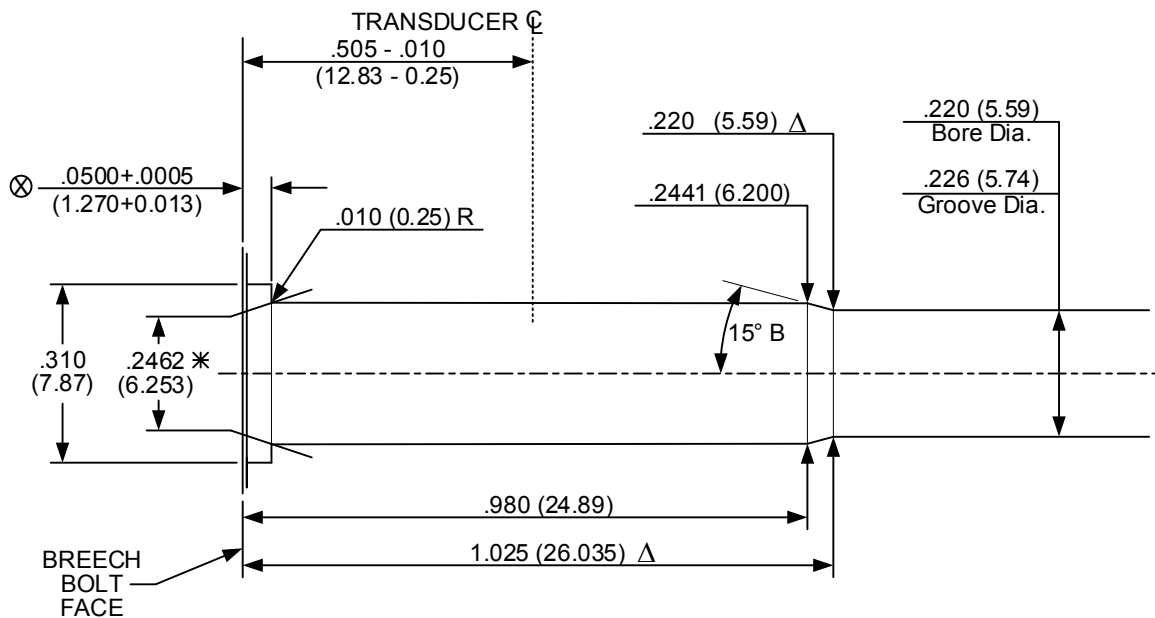 TRANSDUCER ℄
.505 - .010
(12.83 - 0.25)
.220 (5.59) Δ
.220 (5.59)
Bore Dia.
⊗ .0500+.0005
(1.270+0.013)
.2441 (6.200)
.226 (5.74)
Groove Dia.
.010 (0.25) R
15° B
.310
(7.87)
.2462 ✳
(6.253)
.980 (24.89)
1.025 (26.035) Δ
BREECH
BOLT
FACE